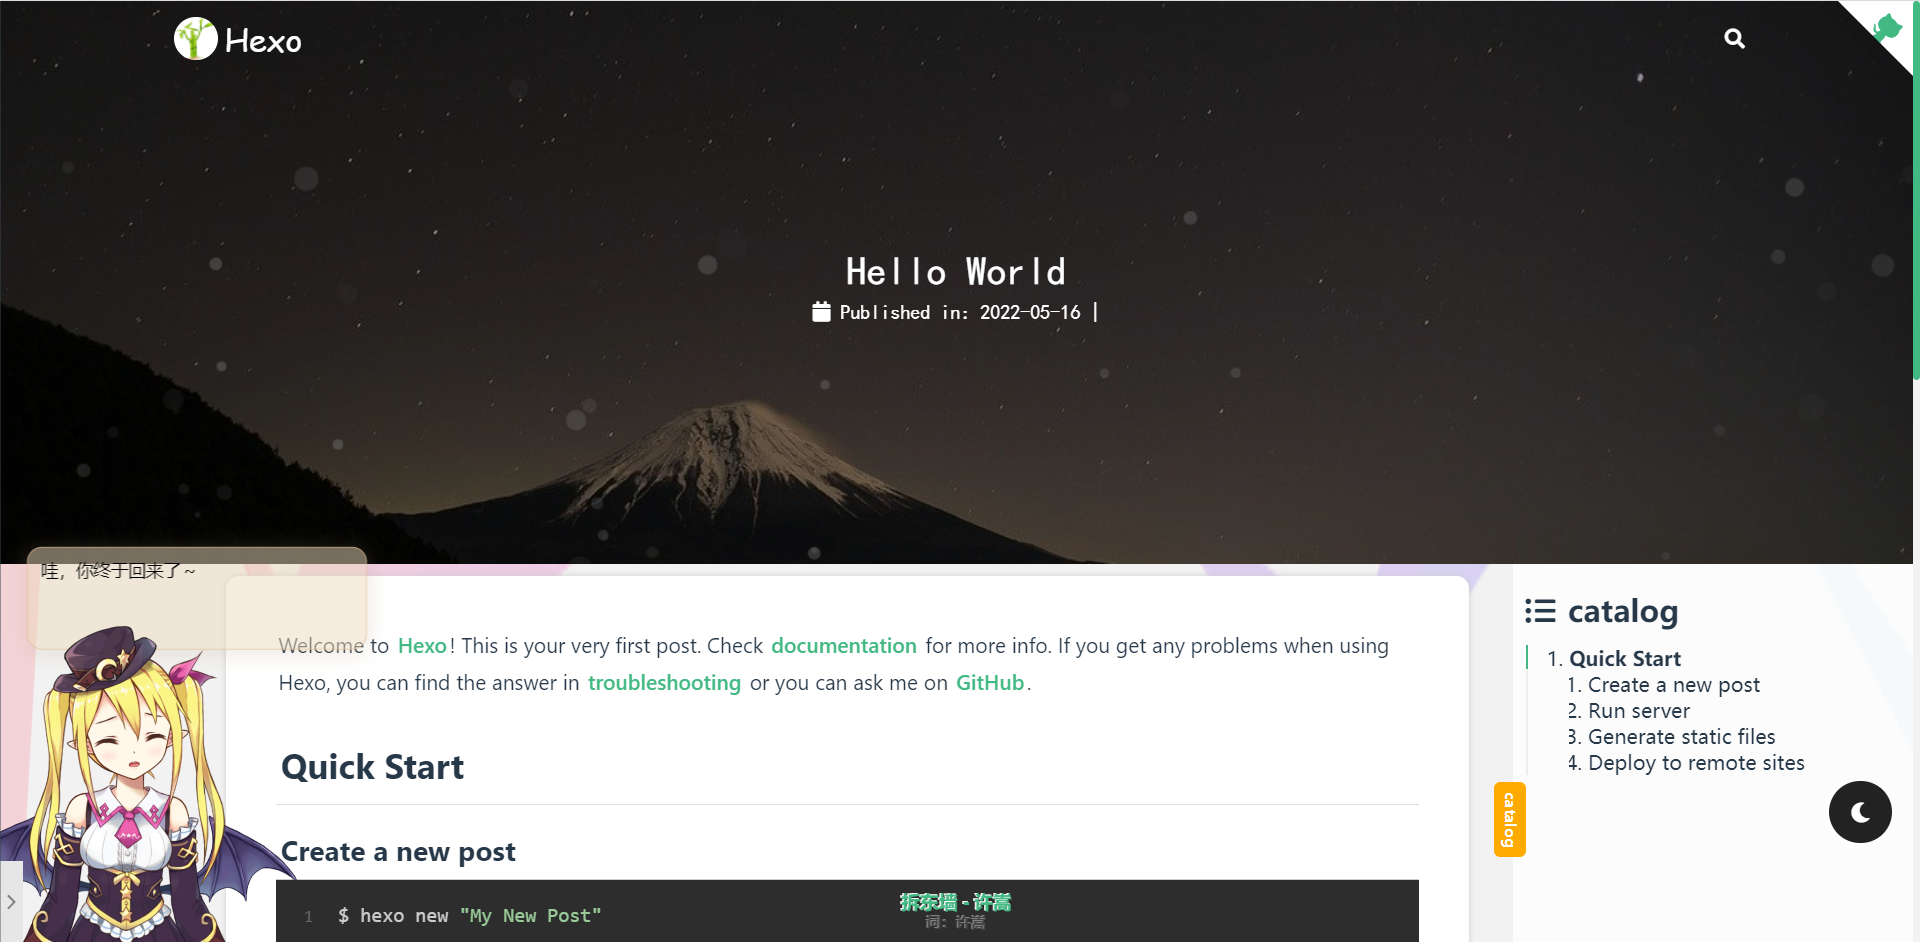 Hexo
Hello World
Published in: 2022-05-16 |
哇，你终于回来了~
Welcome to Hexo! This is your very first post. Check documentation for more info. If you get any problems when using
Hexo, you can find the answer in troubleshooting or you can ask me on GitHub.
Quick Start
Create a new post
1 $ hexo new "My New Post"
拆东墙 - 许嵩
词：许嵩
catalog
1. Quick Start
1. Create a new post
2. Run server
3. Generate static files
4. Deploy to remote sites
catalog